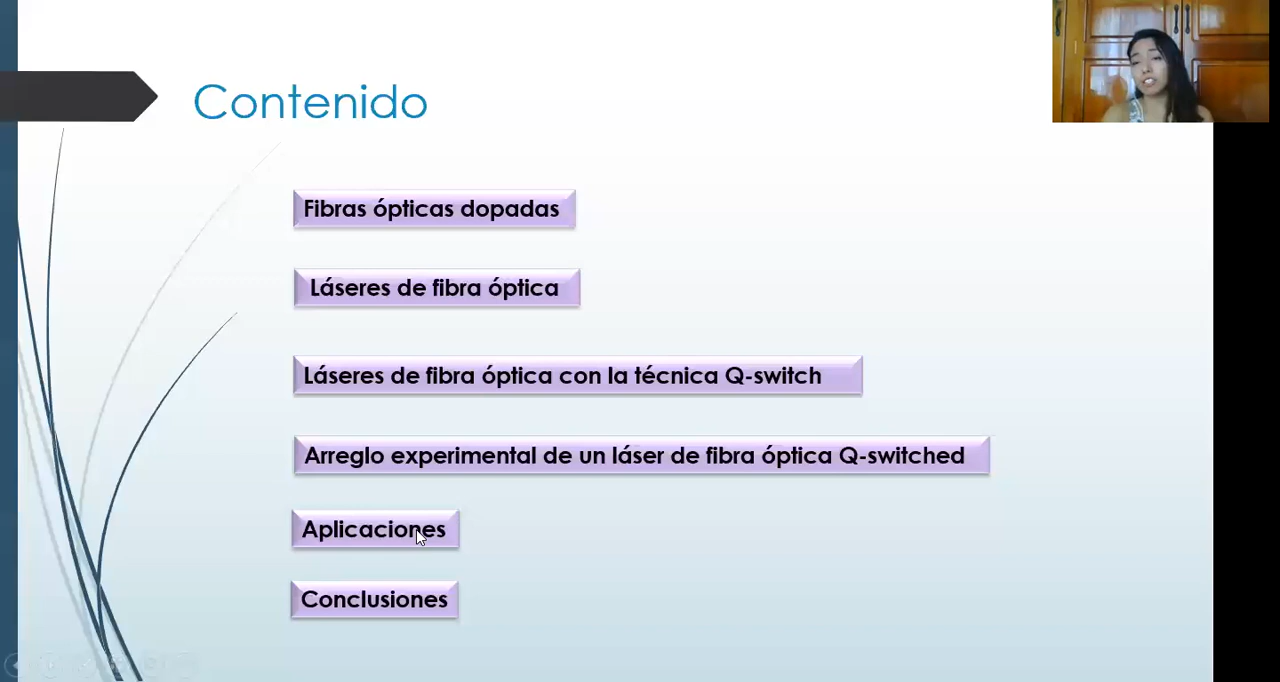 Contenido
Fibras ópticas dopadas
Láseres de fibra óptica
Láseres de fibra óptica con la técnica Q-switch
Arreglo experimental de un láser de fibra óptica Q-switched
Aplicaciones
Conclusiones